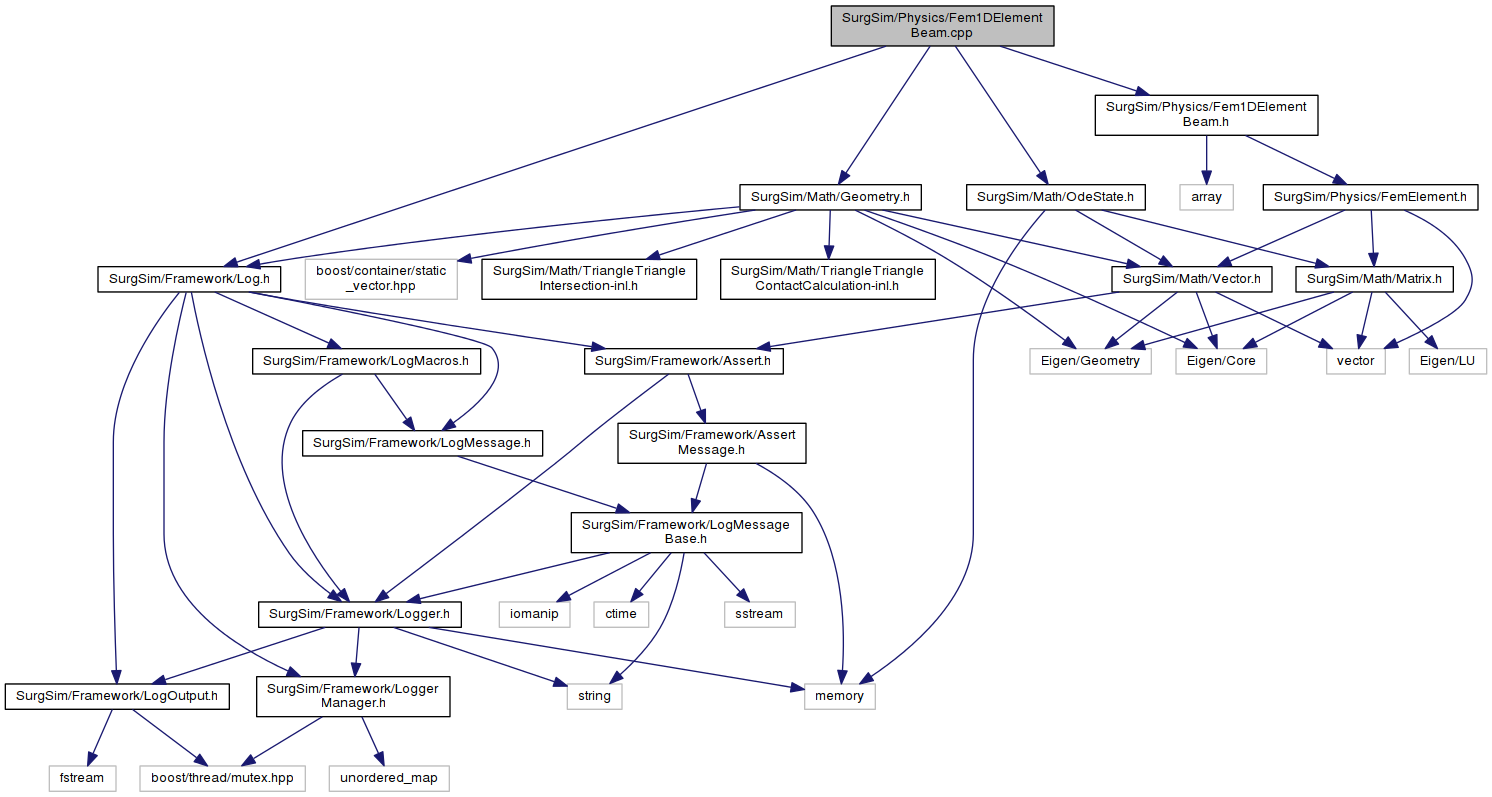 SurgSim/Physics/Fem1DElement
Beam.cpp
SurgSim/Physics/Fem1DElement
Beam.h
SurgSim/Math/Geometry.h
SurgSim/Math/OdeState.h
array
SurgSim/Physics/FemElement.h
SurgSim/Framework/Log.h
boost/container/static
_vector.hpp
SurgSim/Math/TriangleTriangle
Intersection-inl.h
SurgSim/Math/TriangleTriangle
ContactCalculation-inl.h
SurgSim/Math/Vector.h
SurgSim/Math/Matrix.h
SurgSim/Framework/LogMacros.h
SurgSim/Framework/Assert.h
Eigen/Geometry
Eigen/Core
vector
Eigen/LU
SurgSim/Framework/LogMessage.h
SurgSim/Framework/Assert
Message.h
SurgSim/Framework/LogMessage
Base.h
SurgSim/Framework/Logger.h
iomanip
ctime
sstream
SurgSim/Framework/LogOutput.h
SurgSim/Framework/Logger
Manager.h
string
memory
fstream
boost/thread/mutex.hpp
unordered_map